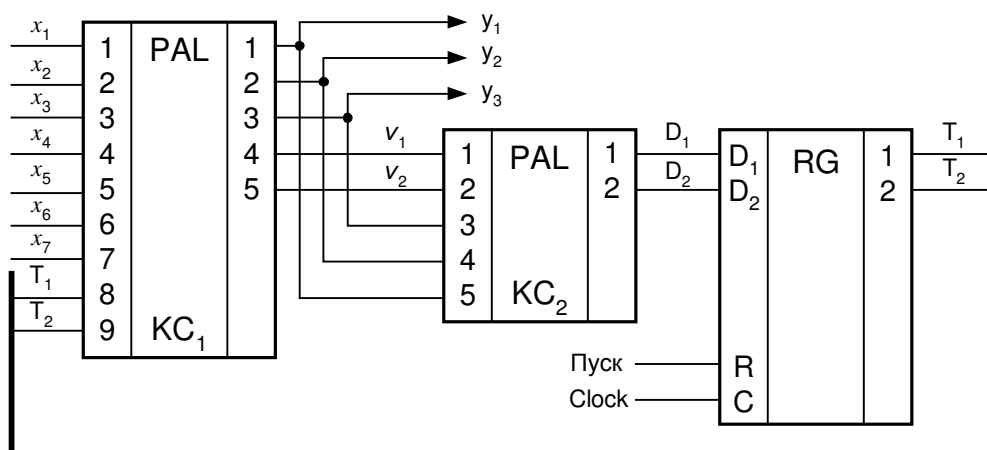 x₁ 1 PAL 1 y₁
x₂ 2 2 y₂
x₃ 3 3 y₃
x₄ 4 4 v₁ 1 PAL 1 D₁ D₁ RG 1 T₁
x₅ 5 5 v₂ 2 2 D₂ D₂ 2 T₂
x₆ 6 3
x₇ 7 4
T₁ 8 5 KC₂
T₂ 9 KC₁
Пуск R
Clock C